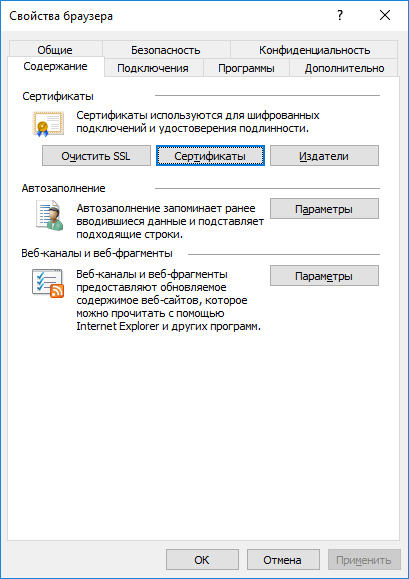 Свойства браузера
Общие Безопасность Конфиденциальность
Содержание Подключения Программы Дополнительно
Сертификаты
Сертификаты используются для шифрованных
подключений и удостоверения подлинности.
Очистить SSL Сертификаты Издатели
Автозаполнение
Автозаполнение запоминает ранее
вводившиеся данные и подставляет
подходящие строки.
Параметры
Веб-каналы и веб-фрагменты
Веб-каналы и веб-фрагменты
предоставляют обновляемое
содержимое веб-сайтов, которое
можно прочитать с помощью
Internet Explorer и других программ.
Параметры
ОК Отмена Применить